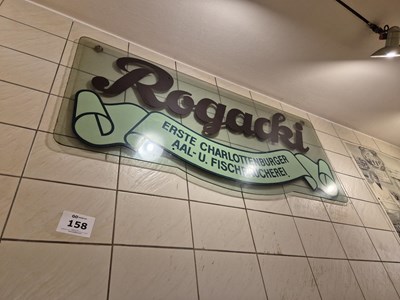 Rogacki
ERSTE CHARLOTTENBURGER
AAL- U. FISCHRÄUCHEREI
158